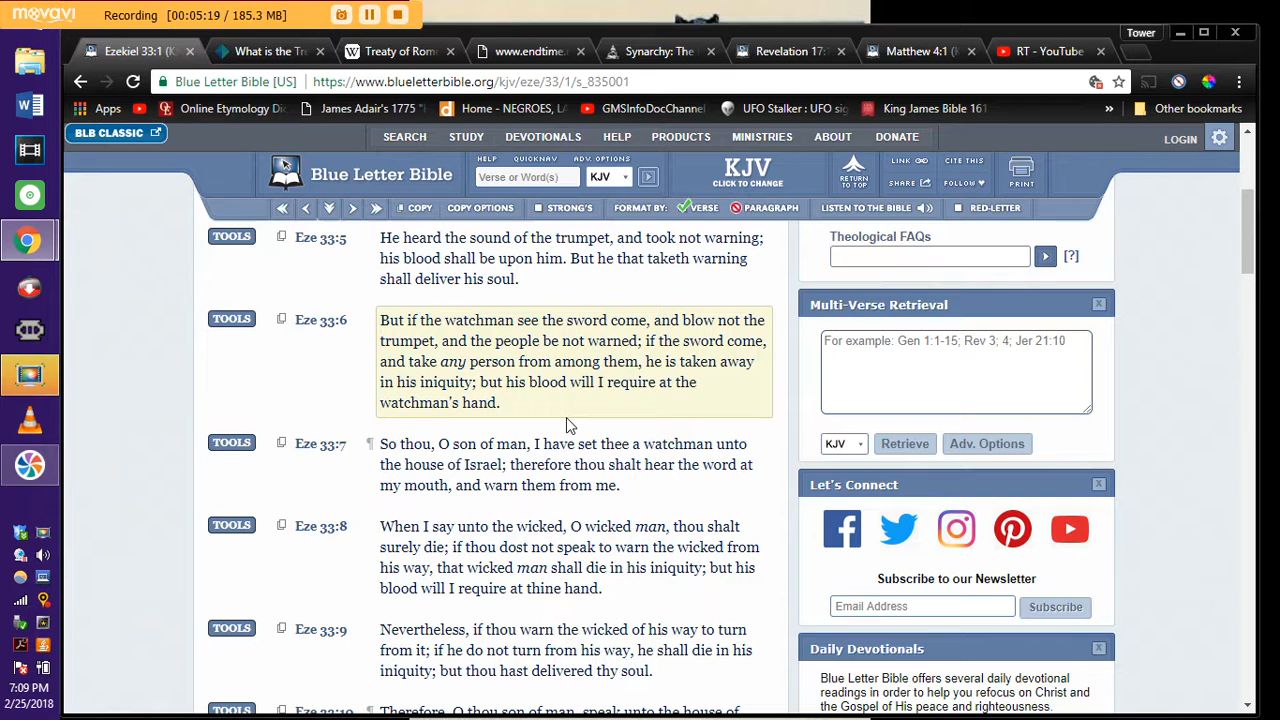 movavi
Recording (00:05:19 / 185.3 MB)
Tower
Ezekiel 33:1 (K
What is the Tr
Treaty of Rom
www.endtime.
Synarchy: The
Revelation 17:
Matthew 4:1 (
RT - YouTube
Blue Letter Bible [US]
https://www.blueletterbible.org/kjv/eze/33/1/s_835001
Apps
Online Etymology Di
James Adair's 1775 "
Home - NEGROES, LA
GMSInfoDocChannel
UFO Stalker : UFO sig
King James Bible 161
»
Other bookmarks
BLB CLASSIC
SEARCH STUDY DEVOTIONALS HELP PRODUCTS MINISTRIES ABOUT DONATE
LOGIN
Blue Letter Bible
HELP QUICKNAV ADV. OPTIONS
Verse or Word(s)
KJV
KJV
CLICK TO CHANGE
RETURN
TO TOP
LINK
CITE THIS
SHARE
FOLLOW
PRINT
COPY COPY OPTIONS STRONG'S FORMAT BY: VERSE PARAGRAPH LISTEN TO THE BIBLE RED-LETTER
TOOLS Eze 33:5 He heard the sound of the trumpet, and took not warning;
his blood shall be upon him. But he that taketh warning
shall deliver his soul.
TOOLS Eze 33:6 But if the watchman see the sword come, and blow not the
trumpet, and the people be not warned; if the sword come,
and take any person from among them, he is taken away
in his iniquity; but his blood will I require at the
watchman's hand.
TOOLS Eze 33:7 ¶ So thou, O son of man, I have set thee a watchman unto
the house of Israel; therefore thou shalt hear the word at
my mouth, and warn them from me.
TOOLS Eze 33:8 When I say unto the wicked, O wicked man, thou shalt
surely die; if thou dost not speak to warn the wicked from
his way, that wicked man shall die in his iniquity; but his
blood will I require at thine hand.
TOOLS Eze 33:9 Nevertheless, if thou warn the wicked of his way to turn
from it; if he do not turn from his way, he shall die in his
iniquity; but thou hast delivered thy soul.
TOOLS Eze 33:10 ¶ Therefore, O thou son of man, speak unto the house of
Theological FAQs
[?]
Multi-Verse Retrieval
For example: Gen 1:1-15; Rev 3; 4; Jer 21:10
KJV
Retrieve
Adv. Options
Let's Connect
Subscribe to our Newsletter
Email Address
Subscribe
Daily Devotionals
Blue Letter Bible offers several daily devotional
readings in order to help you refocus on Christ and
the Gospel of His peace and righteousness.
7:09 PM
2/25/2018